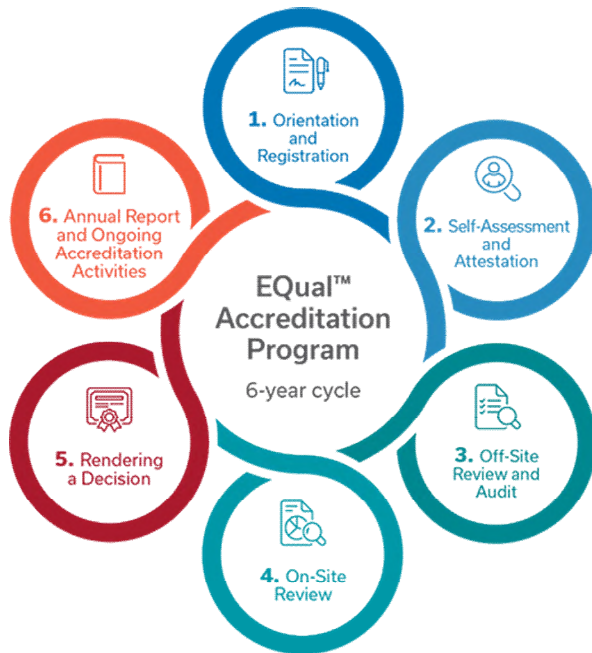 1. Orientation
and
Registration
2. Self-Assessment
and
Attestation
3. Off-Site
Review and
Audit
4. On-Site
Review
5. Rendering
a Decision
6. Annual Report
and Ongoing
Accreditation
Activities
EQual™
Accreditation
Program
6-year cycle